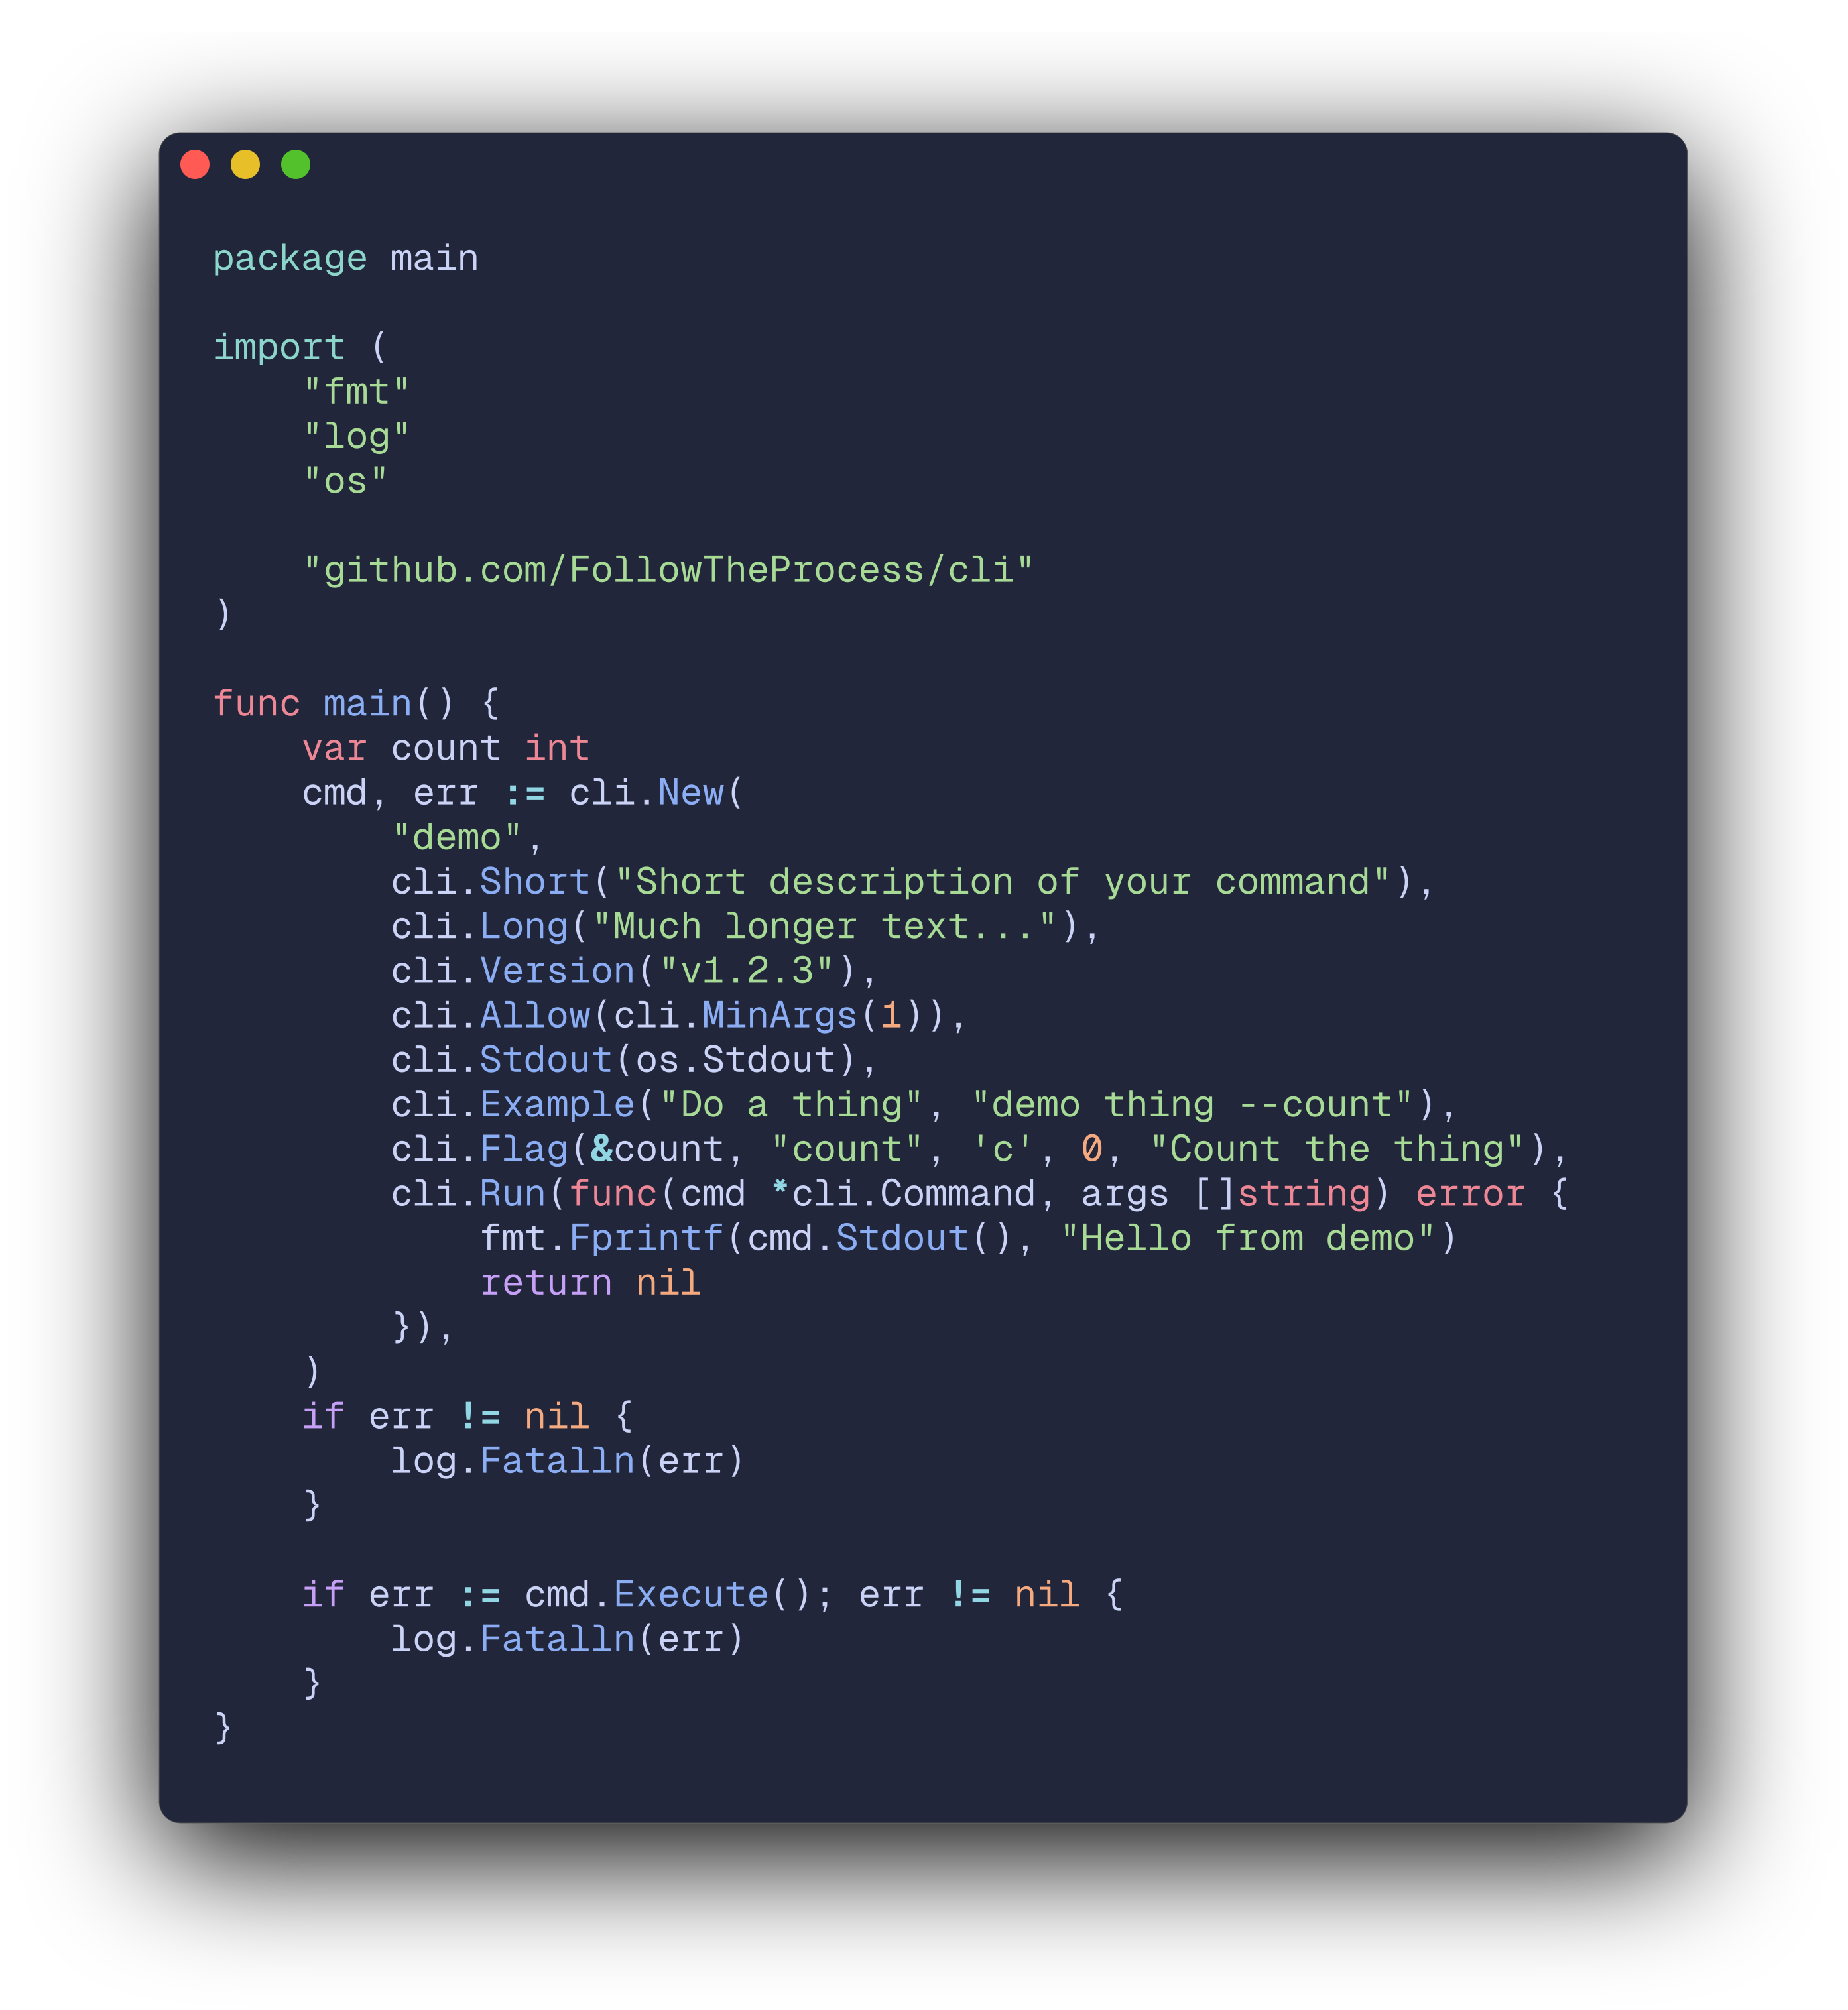 package main

import (
    "fmt"
    "log"
    "os"

    "github.com/FollowTheProcess/cli"
)

func main() {
    var count int
    cmd, err := cli.New(
        "demo",
        cli.Short("Short description of your command"),
        cli.Long("Much longer text..."),
        cli.Version("v1.2.3"),
        cli.Allow(cli.MinArgs(1)),
        cli.Stdout(os.Stdout),
        cli.Example("Do a thing", "demo thing --count"),
        cli.Flag(&count, "count", 'c', 0, "Count the thing"),
        cli.Run(func(cmd *cli.Command, args []string) error {
            fmt.Fprintf(cmd.Stdout(), "Hello from demo")
            return nil
        }),
    )
    if err != nil {
        log.Fatalln(err)
    }

    if err := cmd.Execute(); err != nil {
        log.Fatalln(err)
    }
}